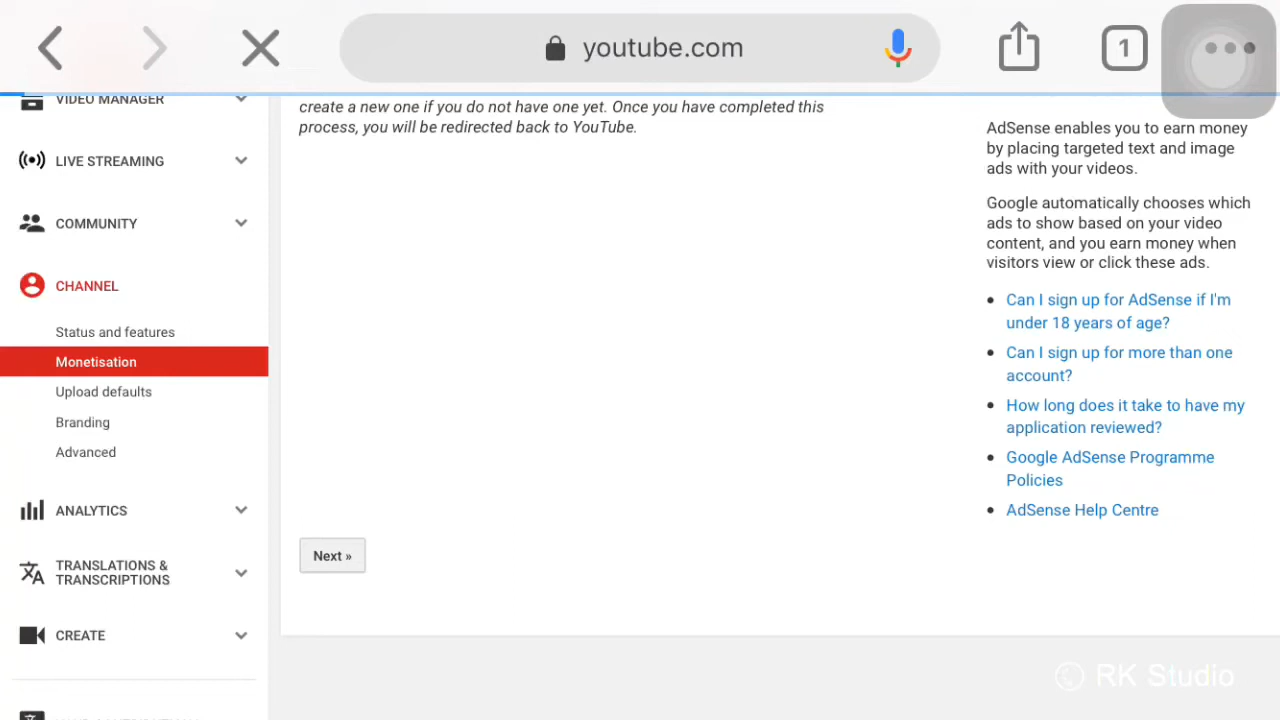 youtube.com
1
VIDEO MANAGER
LIVE STREAMING
COMMUNITY
CHANNEL
Status and features
Monetisation
Upload defaults
Branding
Advanced
ANALYTICS
TRANSLATIONS &
TRANSCRIPTIONS
CREATE
create a new one if you do not have one yet. Once you have completed this
process, you will be redirected back to YouTube.
Next »
AdSense enables you to earn money
by placing targeted text and image
ads with your videos.
Google automatically chooses which
ads to show based on your video
content, and you earn money when
visitors view or click these ads.
Can I sign up for AdSense if I'm
under 18 years of age?
Can I sign up for more than one
account?
How long does it take to have my
application reviewed?
Google AdSense Programme
Policies
AdSense Help Centre
RK Studio